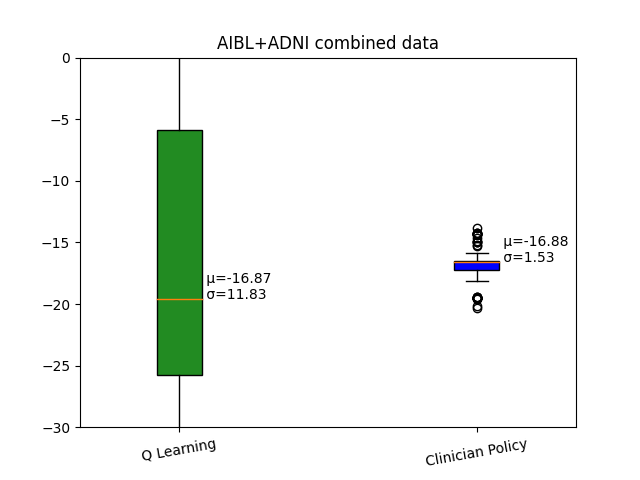 AIBL+ADNI combined data
0
−5
−10
−15
−20
−25
−30
μ=-16.87
σ=11.83
μ=-16.88
σ=1.53
Q Learning
Clinician Policy